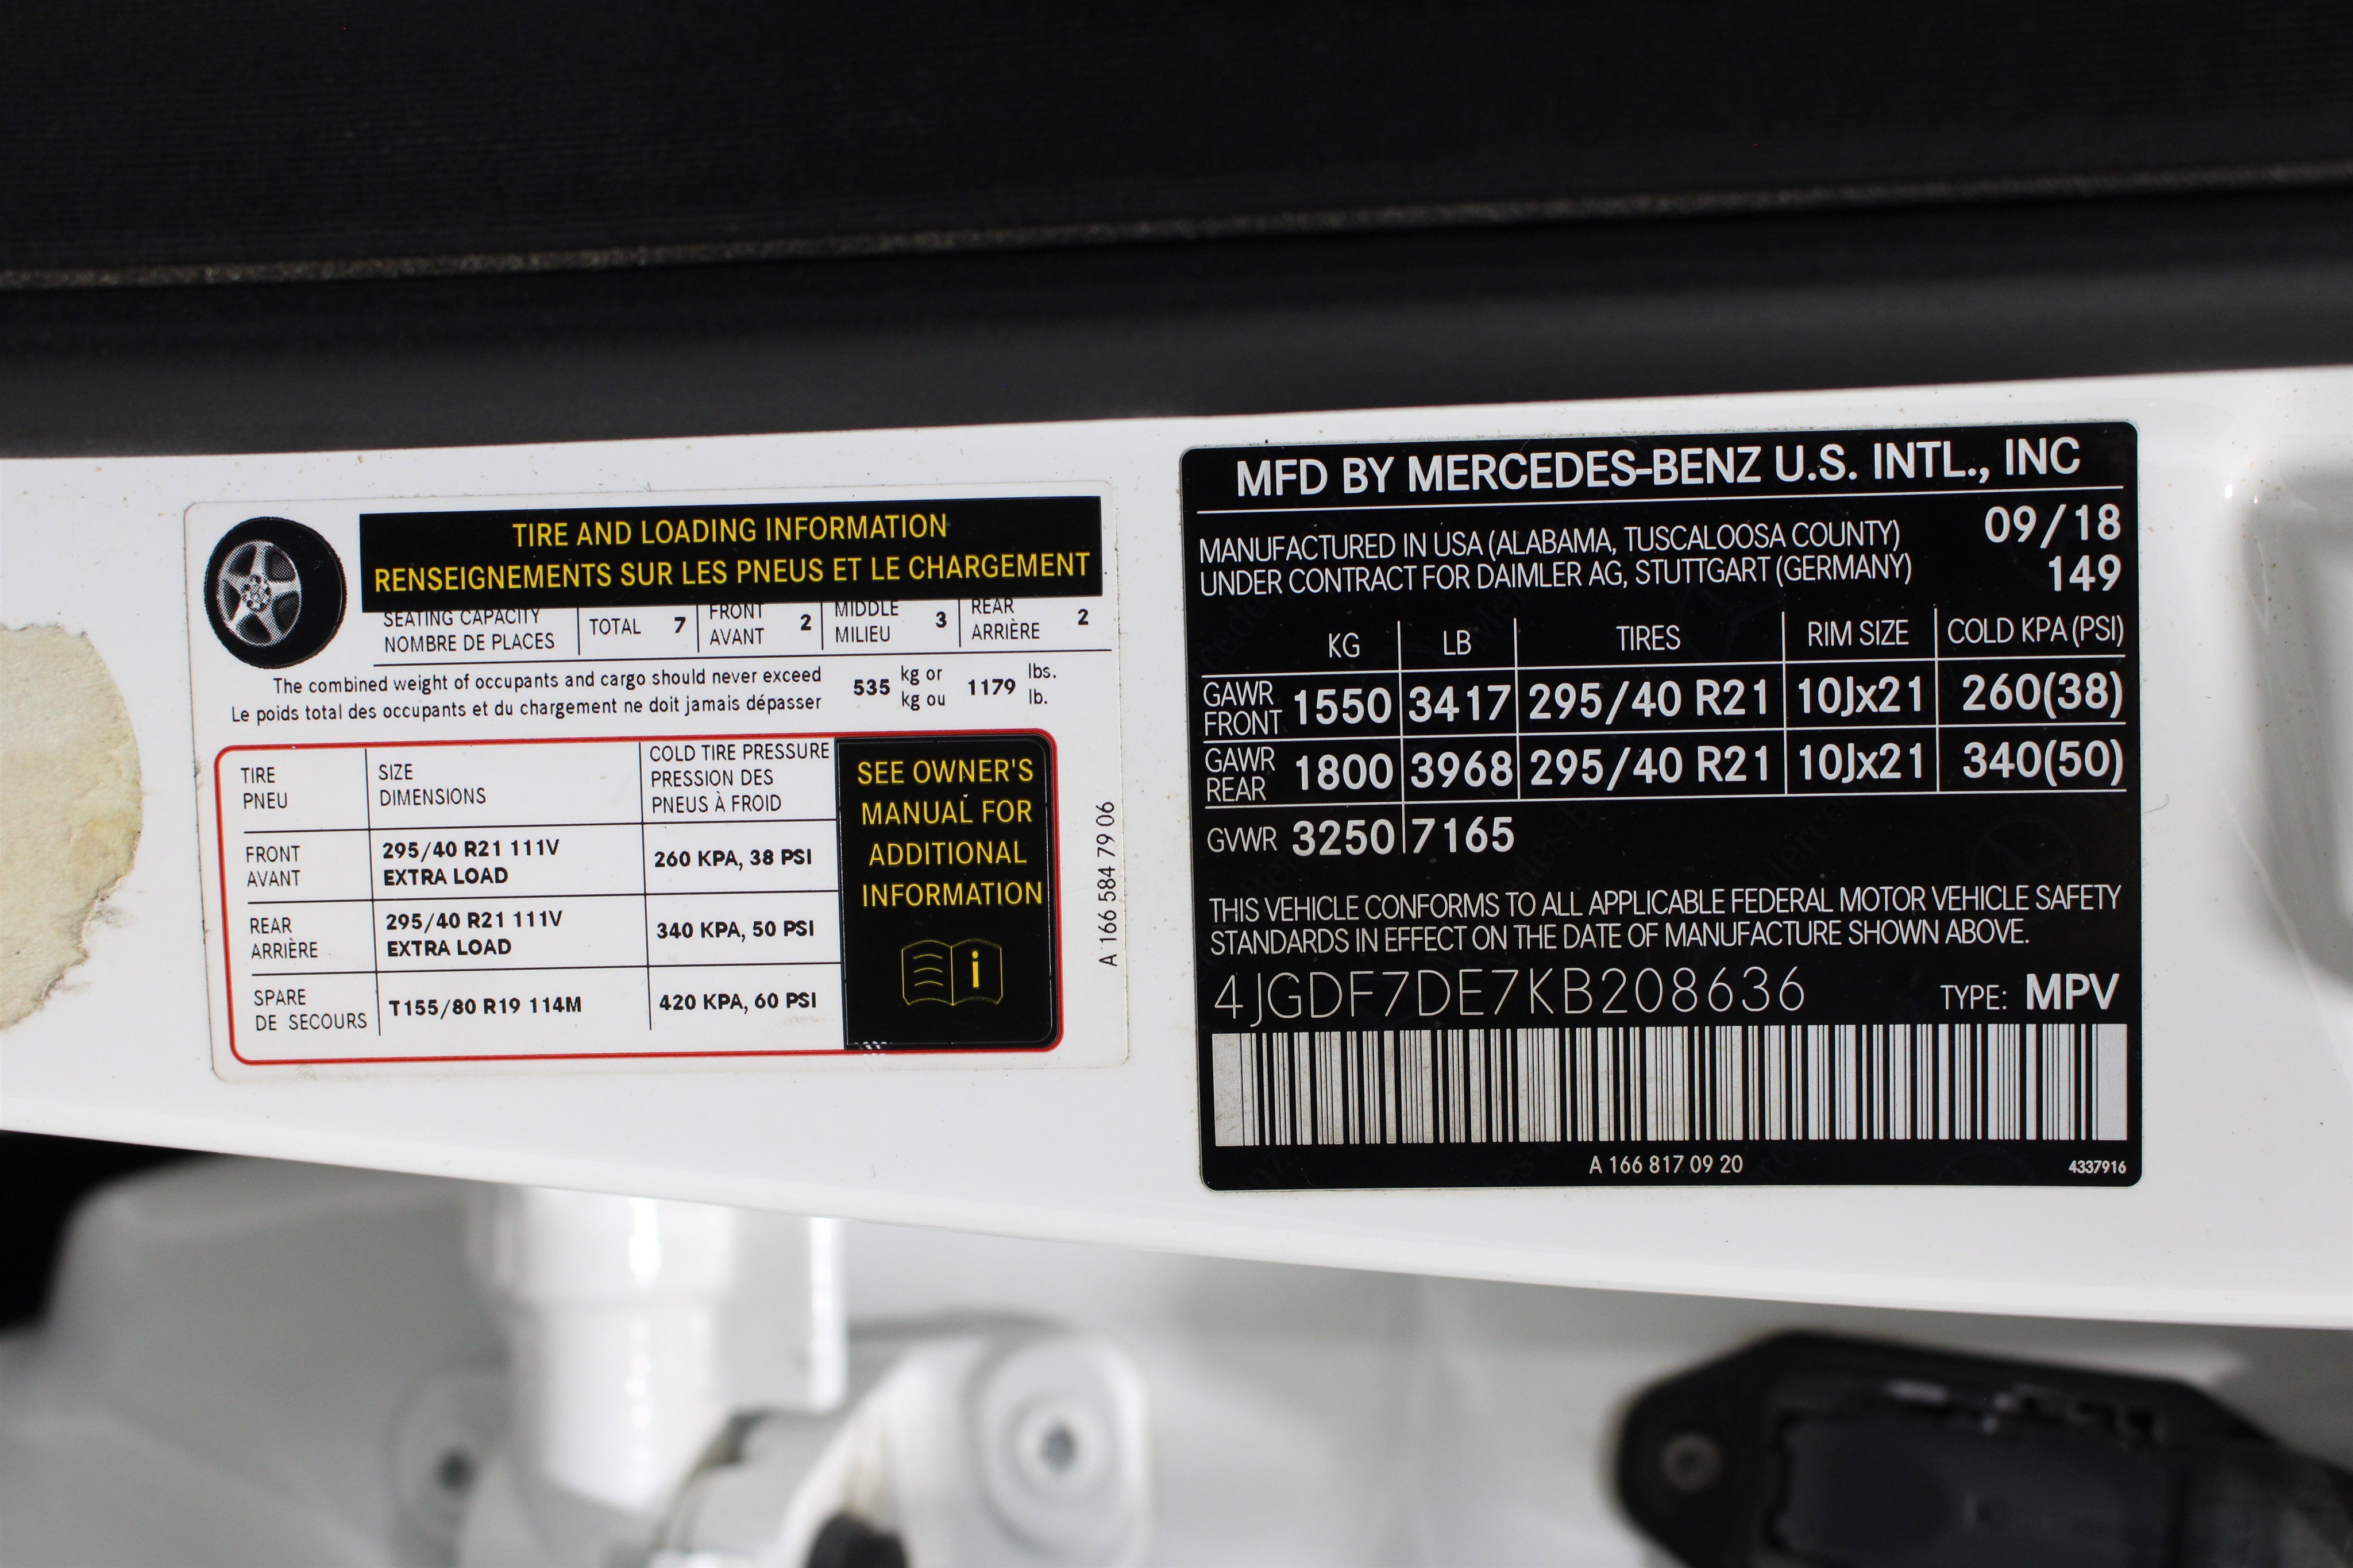 TIRE AND LOADING INFORMATION
RENSEIGNEMENTS SUR LES PNEUS ET LE CHARGEMENT
SEATING CAPACITY
NOMBRE DE PLACES
TOTAL 7
FRONT
AVANT 2
MIDDLE
MILIEU 3
REAR
ARRIÈRE 2
The combined weight of occupants and cargo should never exceed 535 kg or 1179 lbs.
Le poids total des occupants et du chargement ne doit jamais dépasser kg ou lb.
TIRE
PNEU
SIZE
DIMENSIONS
COLD TIRE PRESSURE
PRESSION DES
PNEUS À FROID
FRONT
AVANT
295/40 R21 111V
EXTRA LOAD
260 KPA, 38 PSI
REAR
ARRIÈRE
295/40 R21 111V
EXTRA LOAD
340 KPA, 50 PSI
SPARE
DE SECOURS
T155/80 R19 114M
420 KPA, 60 PSI
SEE OWNER'S
MANUAL FOR
ADDITIONAL
INFORMATION
i
A 166 584 79 06
MFD BY MERCEDES-BENZ U.S. INTL., INC
MANUFACTURED IN USA (ALABAMA, TUSCALOOSA COUNTY) 09/18
UNDER CONTRACT FOR DAIMLER AG, STUTTGART (GERMANY) 149
KG LB TIRES RIM SIZE COLD KPA (PSI)
GAWR
FRONT 1550 3417 295/40 R21 10Jx21 260(38)
GAWR
REAR 1800 3968 295/40 R21 10Jx21 340(50)
GVWR 3250 7165
THIS VEHICLE CONFORMS TO ALL APPLICABLE FEDERAL MOTOR VEHICLE SAFETY
STANDARDS IN EFFECT ON THE DATE OF MANUFACTURE SHOWN ABOVE.
4JGDF7DE7KB208636 TYPE: MPV
A 166 817 09 20 4337916